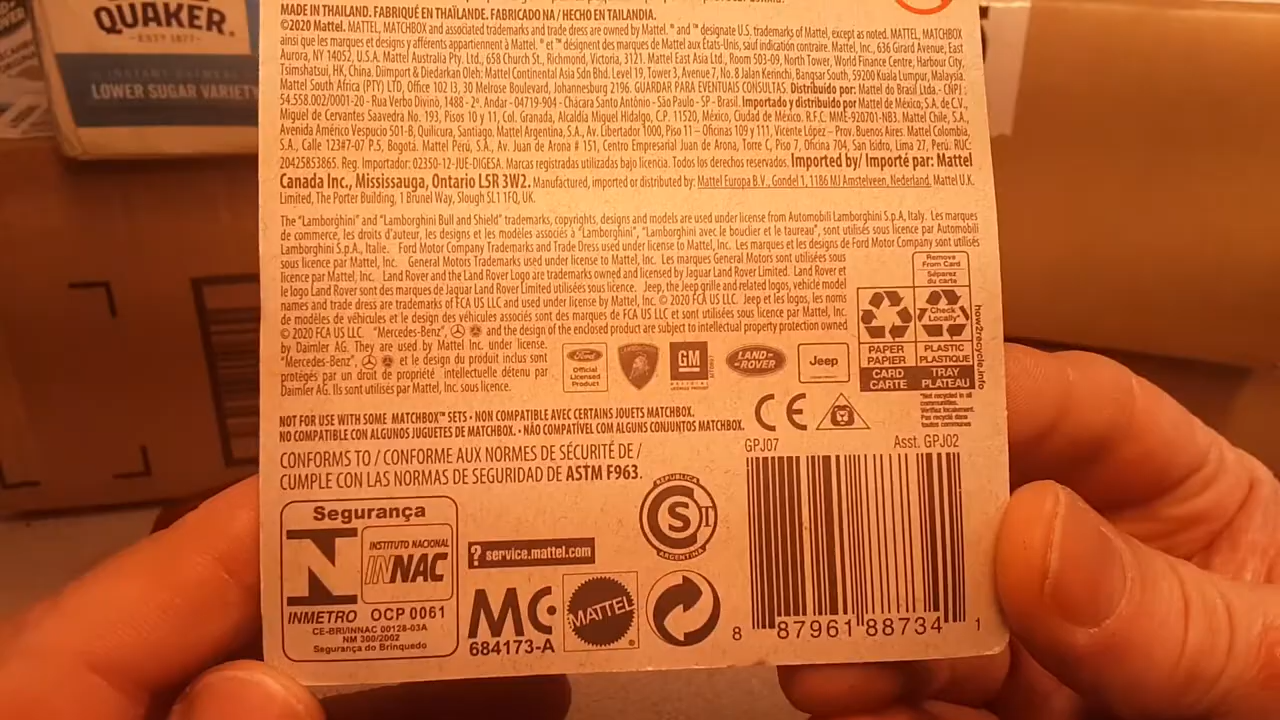 QUAKER®
EST? 1877
INSTANT OATMEAL
LOWER SUGAR VARIETY
MADE IN THAILAND. FABRIQUÉ EN THAÏLANDE. FABRICADO NA / HECHO EN TAILANDIA.
©2020 Mattel. MATTEL, MATCHBOX and associated trademarks and trade dress are owned by Mattel. ® and ™ designate U.S. trademarks of Mattel, except as noted. MATTEL, MATCHBOX
ainsi que les marques et designs y afférents appartiennent à Mattel. ® et ™ désignent des marques de Mattel aux États-Unis, sauf indication contraire. Mattel, Inc., 636 Girard Avenue, East
Aurora, NY 14052, U.S.A. Mattel Australia Pty. Ltd., 658 Church St., Richmond, Victoria, 3121. Mattel East Asia Ltd., Room 503-09, North Tower, World Finance Centre, Harbour City,
Tsimshatsui, HK, China. Diimport & Diedarkan Oleh: Mattel Continental Asia Sdn Bhd. Level 19, Tower 3, Avenue 7, No. 8 Jalan Kerinchi, Bangsar South, 59200 Kuala Lumpur, Malaysia.
Mattel South Africa (PTY) LTD, Office 102 I3, 30 Melrose Boulevard, Johannesburg 2196. GUARDAR PARA EVENTUAIS CONSULTAS. Distribuido por: Mattel do Brasil Ltda.- CNPJ :
54.558.002/0001-20 - Rua Verbo Divino, 1488 - 2º. Andar - 04719-904 - Chácara Santo Antônio - São Paulo - SP - Brasil. Importado y distribuido por Mattel de México, S.A. de C.V.,
Miguel de Cervantes Saavedra No. 193, Pisos 10 y 11, Col. Granada, Alcaldía Miguel Hidalgo, C.P. 11520, México, Ciudad de México. R.F.C. MME-920701-NB3. Mattel Chile, S.A.,
Avenida Américo Vespucio 501-B, Quilicura, Santiago. Mattel Argentina, S.A., Av. Libertador 1000, Piso 11 – Oficinas 109 y 111, Vicente López – Prov. Buenos Aires. Mattel Colombia,
S.A., Calle 123#7-07 P.5, Bogotá. Mattel Perú, S.A., Av. Juan de Arona # 151, Centro Empresarial Juan de Arona, Torre C, Piso 7, Oficina 704, San Isidro, Lima 27, Perú. RUC:
20425853865. Reg. Importador: 02350-12-JUE-DIGESA. Marcas registradas utilizadas bajo licencia. Todos los derechos reservados. Imported by/ Importé par: Mattel
Canada Inc., Mississauga, Ontario L5R 3W2. Manufactured, imported or distributed by: Mattel Europa B.V., Gondel 1, 1186 MJ Amstelveen, Nederland. Mattel U.K.
Limited, The Porter Building, 1 Brunel Way, Slough SL1 1FQ, UK.
The "Lamborghini" and "Lamborghini Bull and Shield" trademarks, copyrights, designs and models are used under license from Automobili Lamborghini S.p.A, Italy. Les marques
de commerce, les droits d'auteur, les designs et les modèles associés à "Lamborghini", "Lamborghini avec le bouclier et le taureau", sont utilisés sous licence par Automobili
Lamborghini S.p.A., Italie. Ford Motor Company Trademarks and Trade Dress used under license to Mattel, Inc. Les marques et les designs de Ford Motor Company sont utilisés
sous licence par Mattel, Inc. General Motors Trademarks used under license to Mattel, Inc. Les marques General Motors sont utilisées sous
licence par Mattel, Inc. Land Rover and the Land Rover Logo are trademarks owned and licensed by Jaguar Land Rover Limited. Land Rover et
le logo Land Rover sont des marques de Jaguar Land Rover Limited utilisées sous licence. Jeep, the Jeep grille and related logos, vehicle model
names and trade dress are trademarks of FCA US LLC and used under license by Mattel, Inc. © 2020 FCA US LLC. Jeep et les logos, les noms
de modèles de véhicules et le design des véhicules associés sont des marques de FCA US LLC et sont utilisés sous licence par Mattel, Inc.
© 2020 FCA US LLC. "Mercedes-Benz", and the design of the enclosed product are subject to intellectual property protection owned
by Daimler AG. They are used by Mattel Inc. under license.
"Mercedes-Benz", et le design du produit inclus sont
protégés par un droit de propriété intellectuelle détenu par
Daimler AG. Ils sont utilisés par Mattel, Inc. sous licence.
Ford
Official
Licensed
Product
LAMBORGHINI
GM
LAND-
ROVER
Jeep
Remove
From Card
Séparez
du carte
Check
Locally*
PAPER
PAPIER
PLASTIC
PLASTIQUE
CARD
CARTE
TRAY
PLATEAU
how2recycle.info
*Not recycled in all
communities.
Vérifiez localement.
Pas recyclé dans
toutes communes
NOT FOR USE WITH SOME MATCHBOX™ SETS • NON COMPATIBLE AVEC CERTAINS JOUETS MATCHBOX.
NO COMPATIBLE CON ALGUNOS JUGUETES DE MATCHBOX. • NÃO COMPATÍVEL COM ALGUNS CONJUNTOS MATCHBOX.
CE
CONFORMS TO / CONFORME AUX NORMES DE SÉCURITÉ DE /
CUMPLE CON LAS NORMAS DE SEGURIDAD DE ASTM F963.
GPJ07
Asst. GPJ02
Segurança
INSTITUTO NACIONAL
INNAC
INMETRO OCP 0061
CE-BRI/INNAC 00128-03A
NM 300/2002
Segurança do Brinquedo
? service.mattel.com
MC
684173-A
MATTEL
®
REPUBLICA
S
T
ARGENTINA
8 87961 88734 1